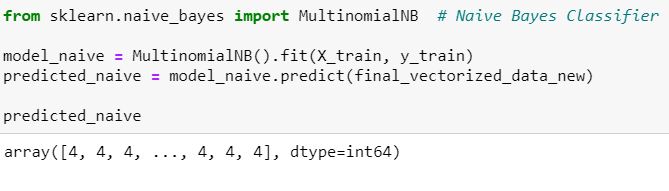 from sklearn.naive_bayes import MultinomialNB  # Naive Bayes Classifier
model_naive = MultinomialNB().fit(X_train, y_train)
predicted_naive = model_naive.predict(final_vectorized_data_new)
predicted_naive
array([4, 4, 4, ..., 4, 4, 4], dtype=int64)